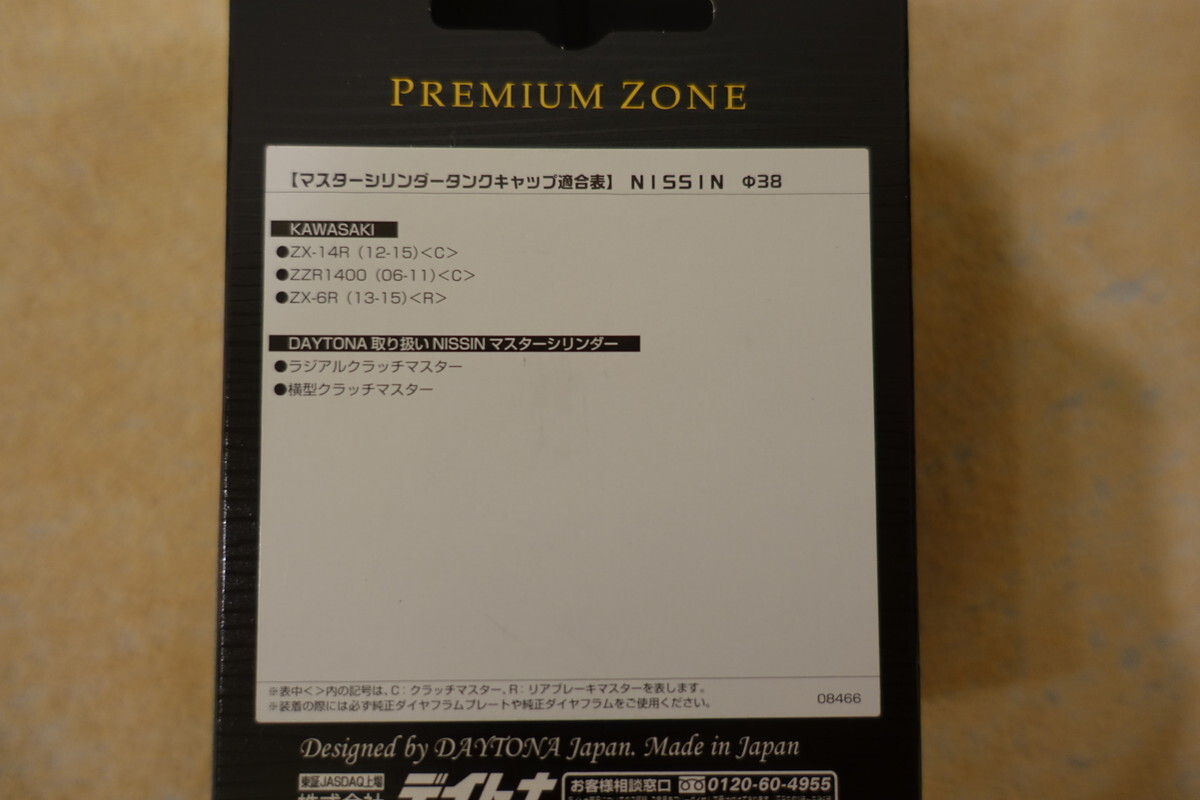 PREMIUM ZONE
【マスターシリンダータンクキャップ適合表】 NISSIN Φ38
KAWASAKI
●ZX-14R（12-15）<C>
●ZZR1400（06-11）<C>
●ZX-6R（13-15）<R>
DAYTONA 取り扱い NISSIN マスターシリンダー
●ラジアルクラッチマスター
●横型クラッチマスター
※表中<>内の記号は、C：クラッチマスター、R：リアブレーキマスターを表します。
※装着の際には必ず純正ダイヤフラムプレートや純正ダイヤフラムをご使用ください。
08466
Designed by DAYTONA Japan. Made in Japan
東証JASDAQ上場
株式会社 デイトナ お客様相談窓口 0120-60-4955